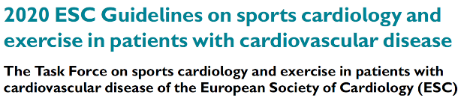 2020 ESC Guidelines on sports cardiology and
exercise in patients with cardiovascular disease
The Task Force on sports cardiology and exercise in patients with
cardiovascular disease of the European Society of Cardiology (ESC)